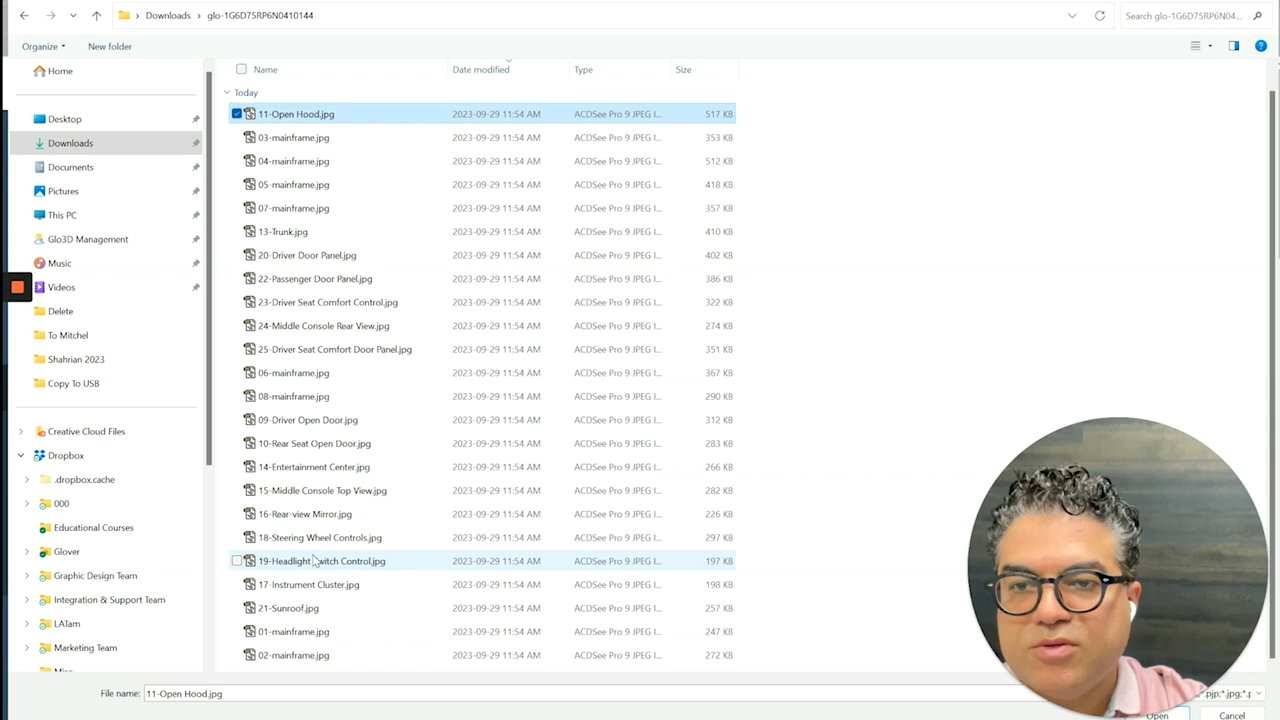 Downloads › glo-1G6D75RP6N0410144
Search glo-1G6D75RP6N04...
Organize
New folder
Home
Desktop
Downloads
Documents
Pictures
This PC
Glo3D Management
Music
Videos
Delete
To Mitchel
Shahrian 2023
Copy To USB
Creative Cloud Files
Dropbox
.dropbox.cache
000
Educational Courses
Glover
Graphic Design Team
Integration & Support Team
LATam
Marketing Team
Name Date modified Type Size
Today
11-Open Hood.jpg 2023-09-29 11:54 AM ACDSee Pro 9 JPEG I... 517 KB
03-mainframe.jpg 2023-09-29 11:54 AM ACDSee Pro 9 JPEG I... 353 KB
04-mainframe.jpg 2023-09-29 11:54 AM ACDSee Pro 9 JPEG I... 512 KB
05-mainframe.jpg 2023-09-29 11:54 AM ACDSee Pro 9 JPEG I... 418 KB
07-mainframe.jpg 2023-09-29 11:54 AM ACDSee Pro 9 JPEG I... 357 KB
13-Trunk.jpg 2023-09-29 11:54 AM ACDSee Pro 9 JPEG I... 410 KB
20-Driver Door Panel.jpg 2023-09-29 11:54 AM ACDSee Pro 9 JPEG I... 402 KB
22-Passenger Door Panel.jpg 2023-09-29 11:54 AM ACDSee Pro 9 JPEG I... 386 KB
23-Driver Seat Comfort Control.jpg 2023-09-29 11:54 AM ACDSee Pro 9 JPEG I... 322 KB
24-Middle Console Rear View.jpg 2023-09-29 11:54 AM ACDSee Pro 9 JPEG I... 274 KB
25-Driver Seat Comfort Door Panel.jpg 2023-09-29 11:54 AM ACDSee Pro 9 JPEG I... 351 KB
06-mainframe.jpg 2023-09-29 11:54 AM ACDSee Pro 9 JPEG I... 367 KB
08-mainframe.jpg 2023-09-29 11:54 AM ACDSee Pro 9 JPEG I... 290 KB
09-Driver Open Door.jpg 2023-09-29 11:54 AM ACDSee Pro 9 JPEG I... 312 KB
10-Rear Seat Open Door.jpg 2023-09-29 11:54 AM ACDSee Pro 9 JPEG I... 283 KB
14-Entertainment Center.jpg 2023-09-29 11:54 AM ACDSee Pro 9 JPEG I... 266 KB
15-Middle Console Top View.jpg 2023-09-29 11:54 AM ACDSee Pro 9 JPEG I... 282 KB
16-Rear-view Mirror.jpg 2023-09-29 11:54 AM ACDSee Pro 9 JPEG I... 226 KB
18-Steering Wheel Controls.jpg 2023-09-29 11:54 AM ACDSee Pro 9 JPEG I... 297 KB
19-Headlight Switch Control.jpg 2023-09-29 11:54 AM ACDSee Pro 9 JPEG I... 197 KB
17-Instrument Cluster.jpg 2023-09-29 11:54 AM ACDSee Pro 9 JPEG I... 198 KB
21-Sunroof.jpg 2023-09-29 11:54 AM ACDSee Pro 9 JPEG I... 257 KB
01-mainframe.jpg 2023-09-29 11:54 AM ACDSee Pro 9 JPEG I... 247 KB
02-mainframe.jpg 2023-09-29 11:54 AM ACDSee Pro 9 JPEG I... 272 KB
File name: 11-Open Hood.jpg
.pjp;*.jpg;*.p
Open
Cancel